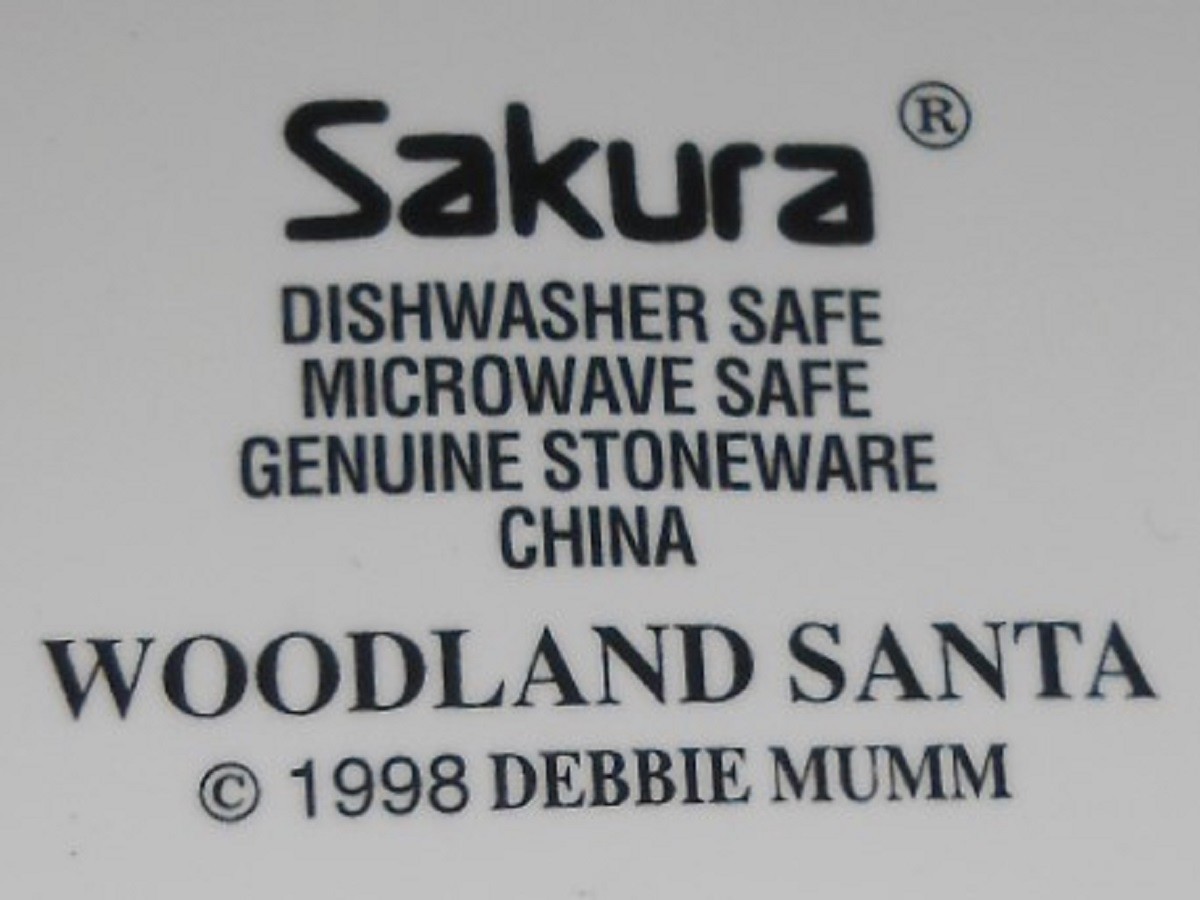 Sakura ®
DISHWASHER SAFE
MICROWAVE SAFE
GENUINE STONEWARE
CHINA
WOODLAND SANTA
© 1998 DEBBIE MUMM